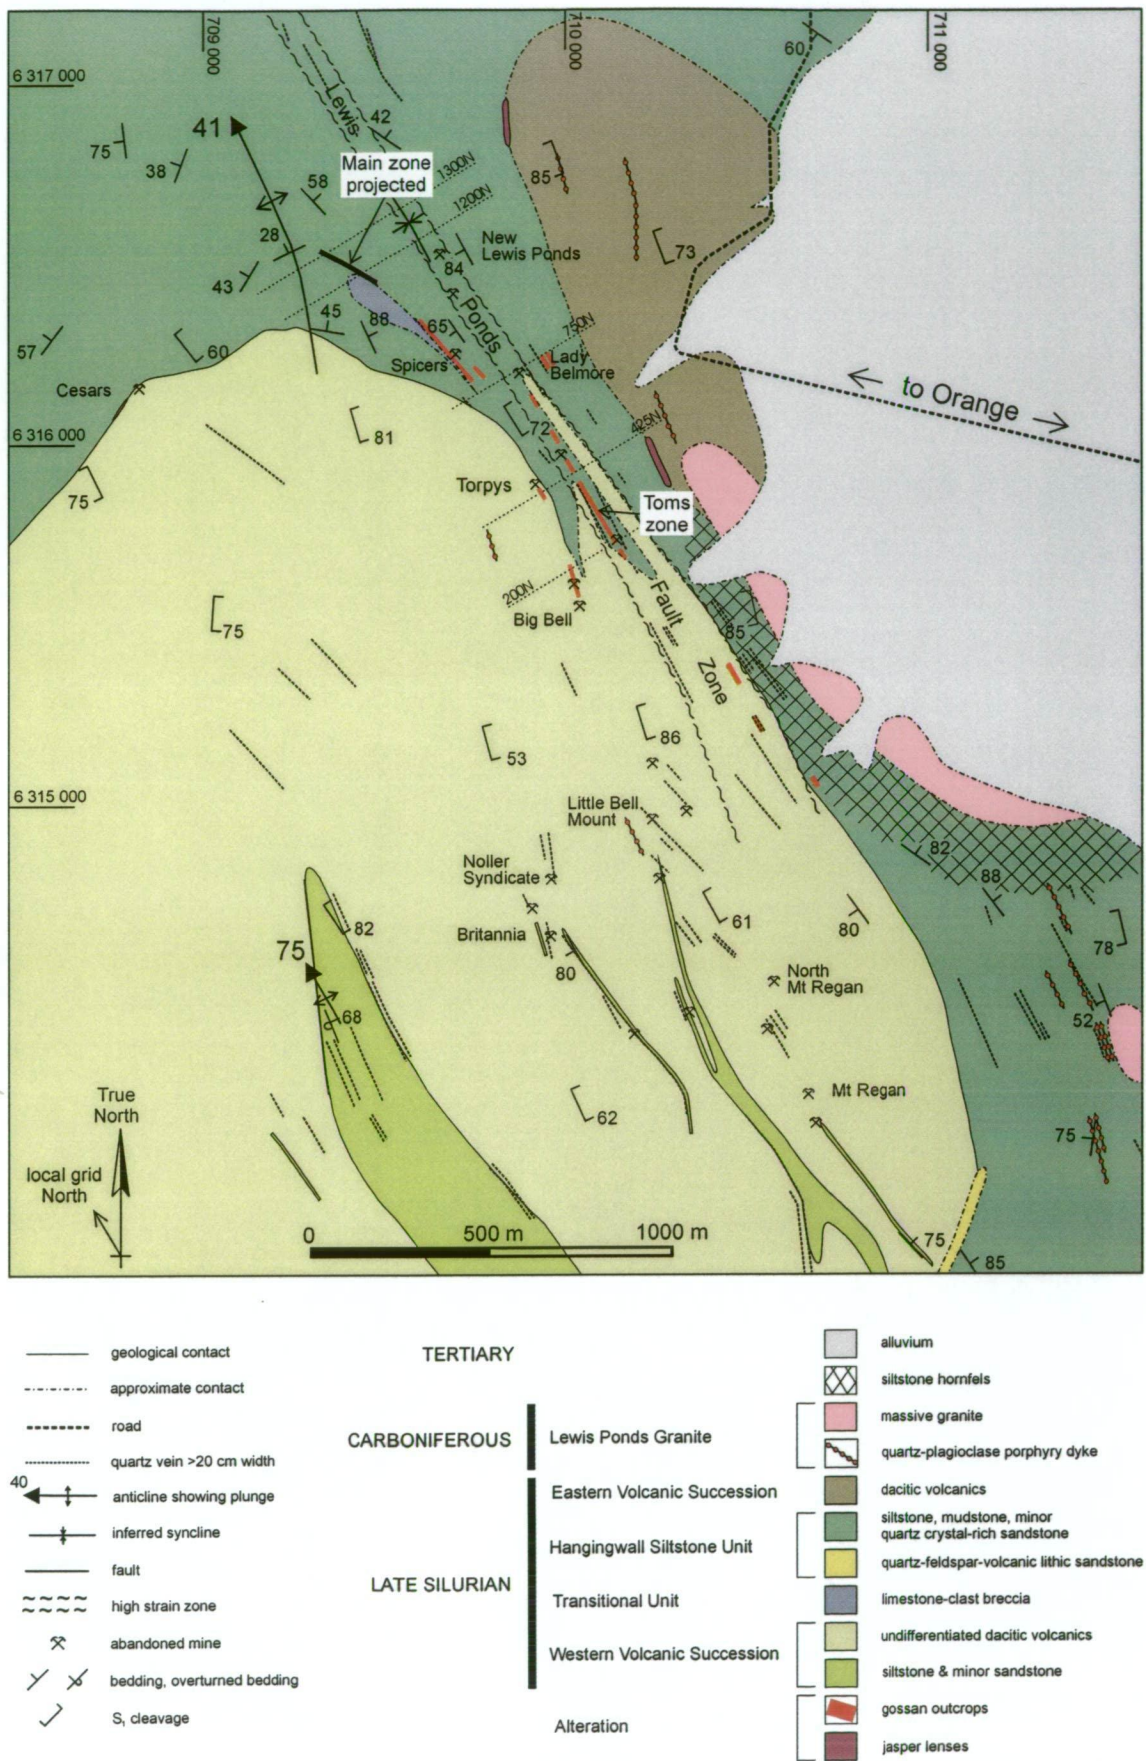 709 000
710 000
711 000
60
6 317 000
41
75
38
Lewis
42
Main zone
projected
1300N
1200N
58
85
28
New
Lewis Ponds
84
73
43
Ponds
45
88
65
750N
57
60
Spicers
Lady
Belmore
Cesars
to Orange
6 316 000
81
72
425N
75
Torpys
Toms
zone
200N
Big Bell
Fault
75
85
Zone
86
53
6 315 000
Little Bell
Mount
82
Noller
Syndicate
88
61
80
82
Britannia
78
75
80
North
Mt Regan
68
52
True
North
62
Mt Regan
75
local grid
North
0
500 m
1000 m
75
85
geological contact
approximate contact
road
quartz vein >20 cm width
40
anticline showing plunge
inferred syncline
fault
high strain zone
abandoned mine
bedding, overturned bedding
S, cleavage
TERTIARY
CARBONIFEROUS
LATE SILURIAN
Lewis Ponds Granite
Eastern Volcanic Succession
Hangingwall Siltstone Unit
Transitional Unit
Western Volcanic Succession
Alteration
alluvium
siltstone hornfels
massive granite
quartz-plagioclase porphyry dyke
dacitic volcanics
siltstone, mudstone, minor
quartz crystal-rich sandstone
quartz-feldspar-volcanic lithic sandstone
limestone-clast breccia
undifferentiated dacitic volcanics
siltstone & minor sandstone
gossan outcrops
jasper lenses